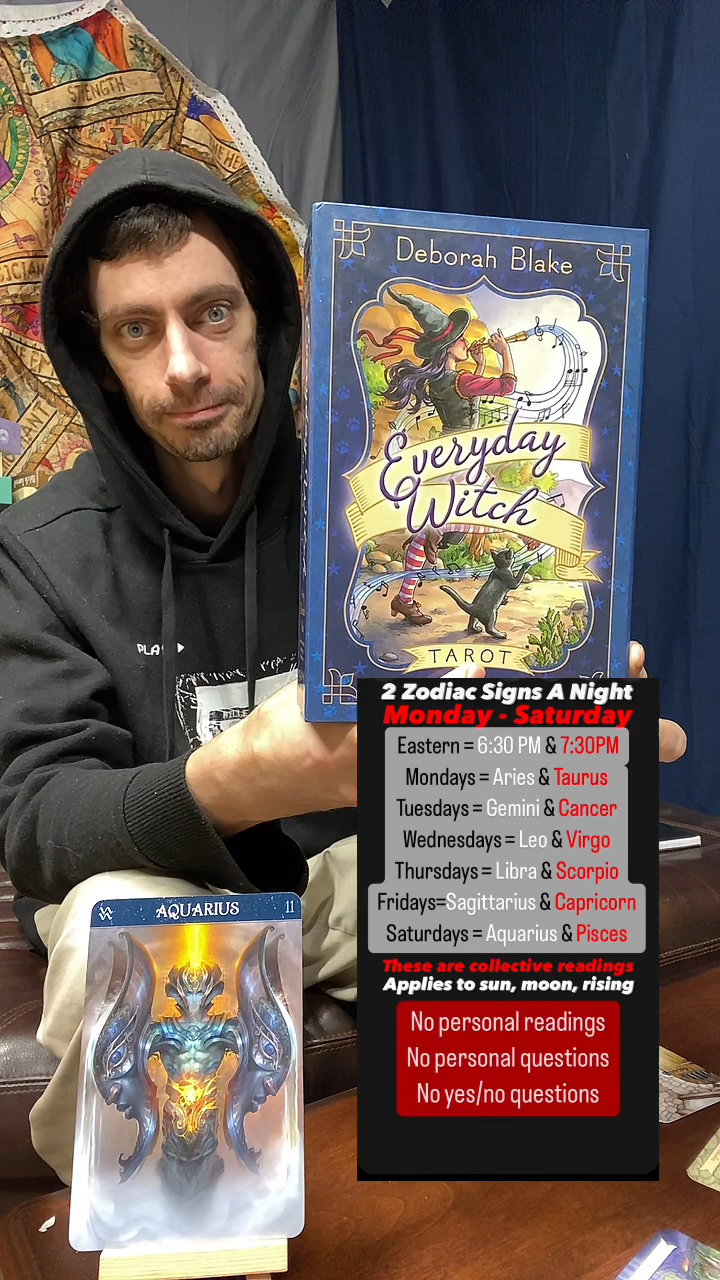 STRENGTH
Deborah Blake
Everyday
Witch
TAROT
PLAY
2 Zodiac Signs A Night
Monday - Saturday
Eastern = 6:30 PM & 7:30PM
Mondays = Aries & Taurus
Tuesdays = Gemini & Cancer
Wednesdays = Leo & Virgo
Thursdays = Libra & Scorpio
Fridays=Sagittarius & Capricorn
Saturdays = Aquarius & Pisces
These are collective readings
Applies to sun, moon, rising
No personal readings
No personal questions
No yes/no questions
AQUARIUS 11